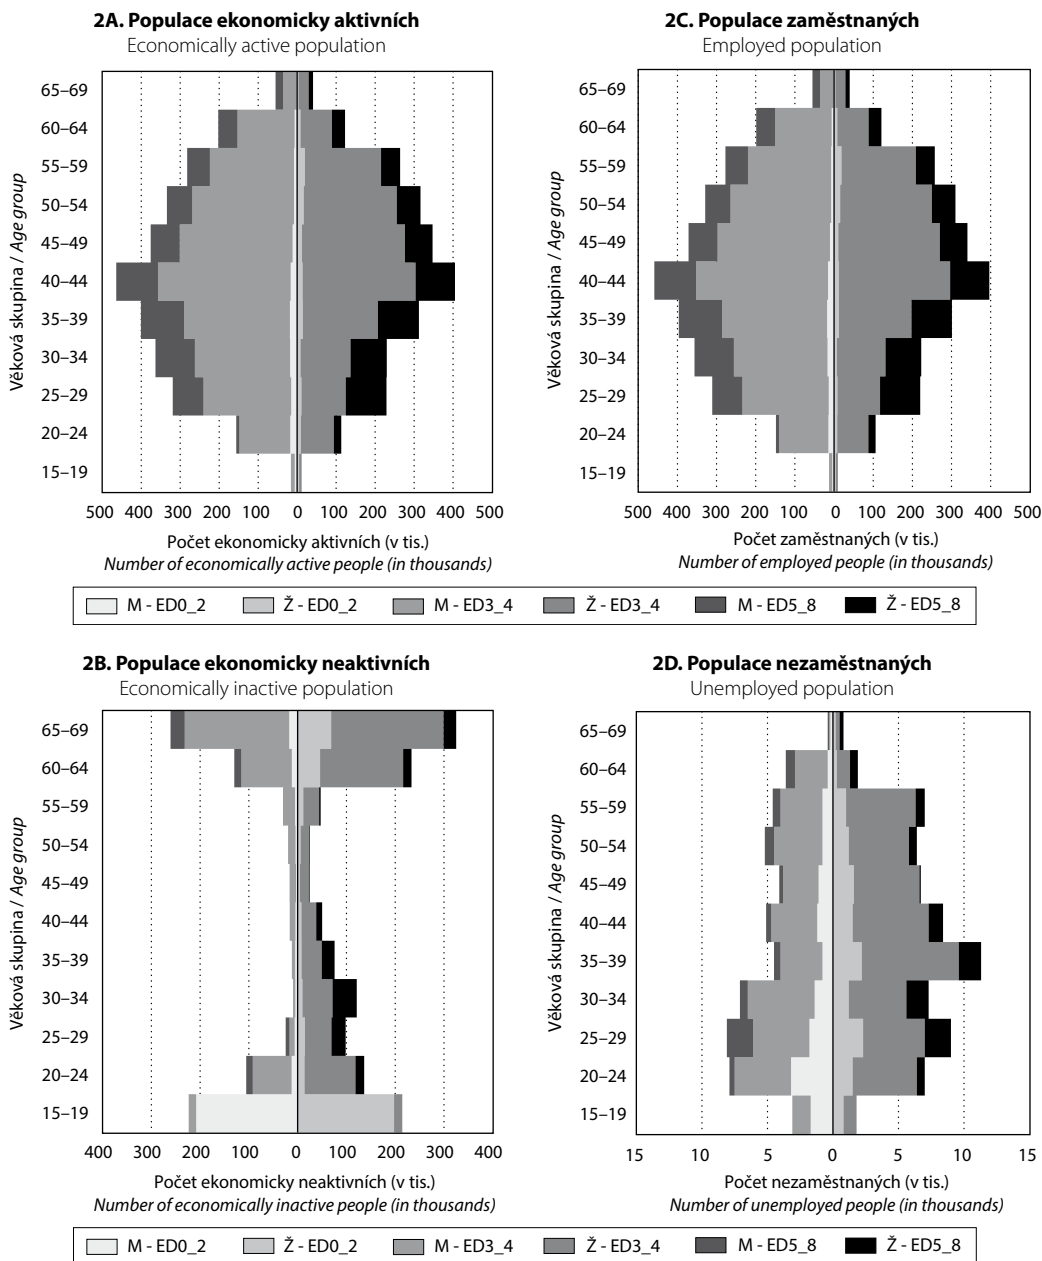 2A. Populace ekonomicky aktivních
Economically active population
Věková skupina / Age group
65–69
60–64
55–59
50–54
45–49
40–44
35–39
30–34
25–29
20–24
15–19
500 400 300 200 100 0 100 200 300 400 500
Počet ekonomicky aktivních (v tis.)
Number of economically active people (in thousands)
2C. Populace zaměstnaných
Employed population
Věková skupina / Age group
65–69
60–64
55–59
50–54
45–49
40–44
35–39
30–34
25–29
20–24
15–19
500 400 300 200 100 0 100 200 300 400 500
Počet zaměstnaných (v tis.)
Number of employed people (in thousands)
M - ED0_2 Ž - ED0_2 M - ED3_4 Ž - ED3_4 M - ED5_8 Ž - ED5_8
2B. Populace ekonomicky neaktivních
Economically inactive population
Věková skupina / Age group
65–69
60–64
55–59
50–54
45–49
40–44
35–39
30–34
25–29
20–24
15–19
400 300 200 100 0 100 200 300 400
Počet ekonomicky neaktivních (v tis.)
Number of economically inactive people (in thousands)
2D. Populace nezaměstnaných
Unemployed population
Věková skupina / Age group
65–69
60–64
55–59
50–54
45–49
40–44
35–39
30–34
25–29
20–24
15–19
15 10 5 0 5 10 15
Počet nezaměstnaných (v tis.)
Number of unemployed people (in thousands)
M - ED0_2 Ž - ED0_2 M - ED3_4 Ž - ED3_4 M - ED5_8 Ž - ED5_8